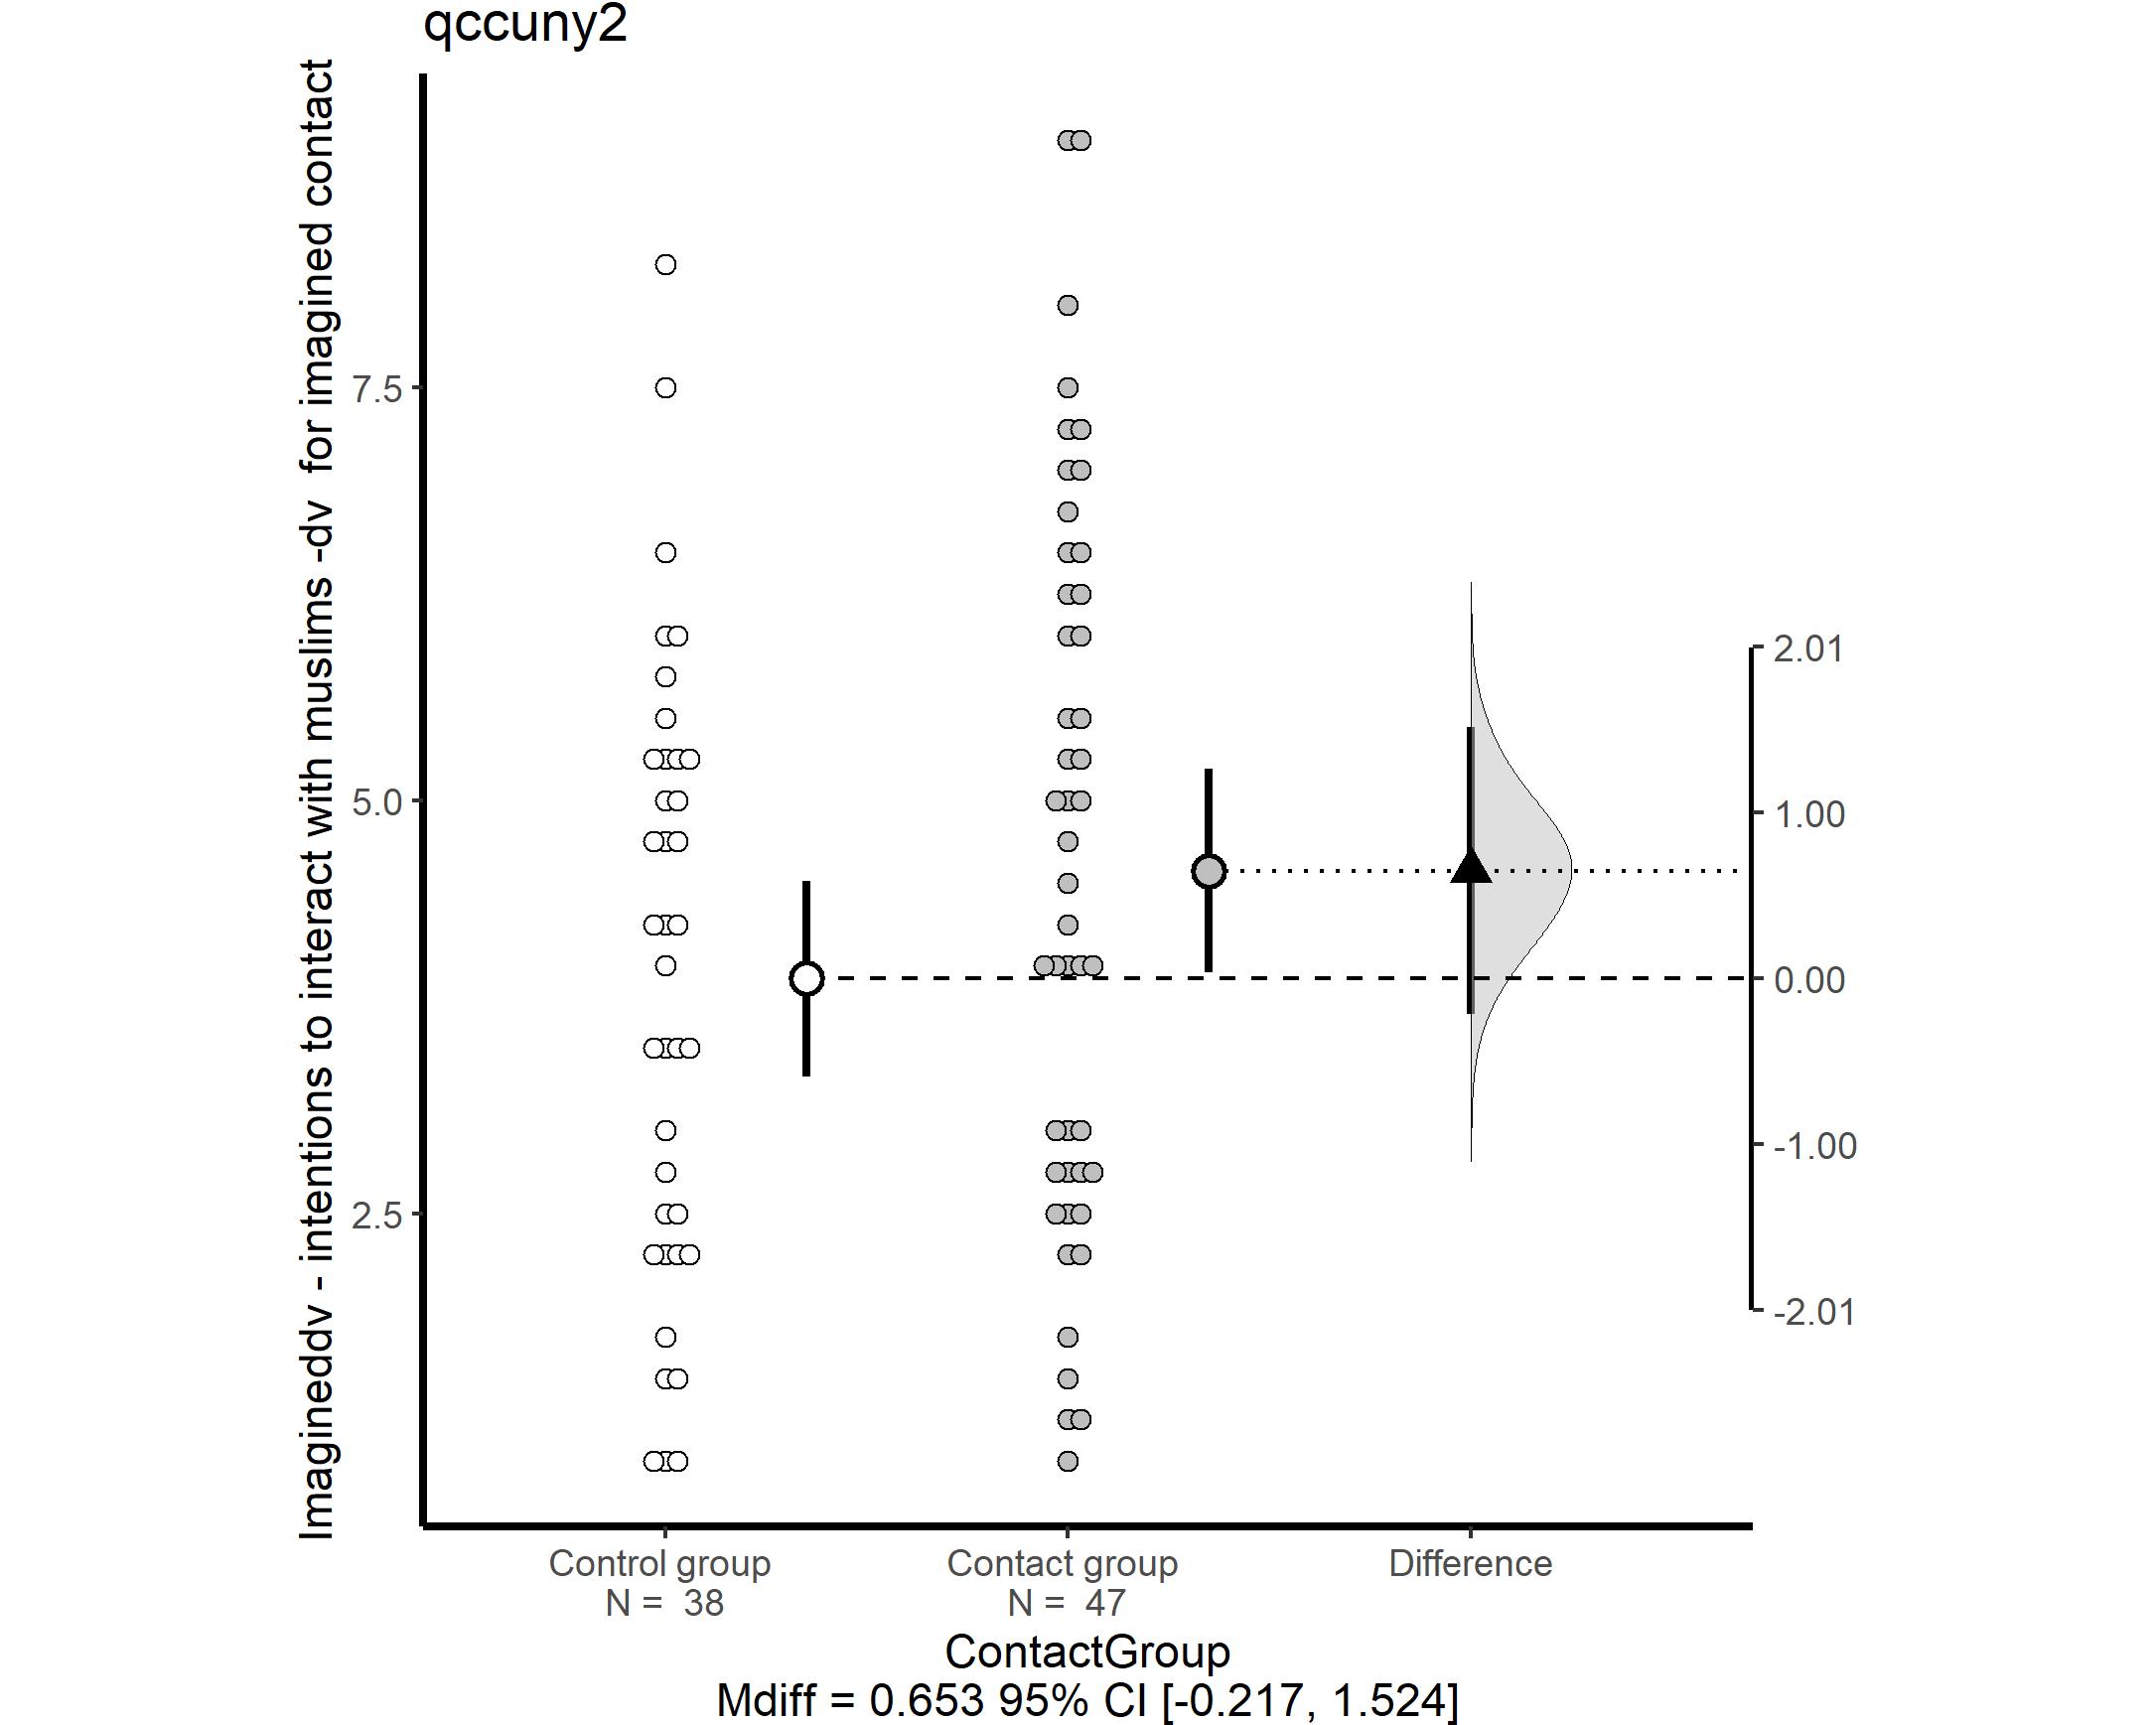 qccuny2
Imagineddv - intentions to interact with muslims -dv  for imagined contact
7.5
5.0
2.5
2.01
1.00
0.00
-1.00
-2.01
Control group
N =  38
Contact group
N =  47
Difference
ContactGroup
Mdiff = 0.653 95% CI [-0.217, 1.524]